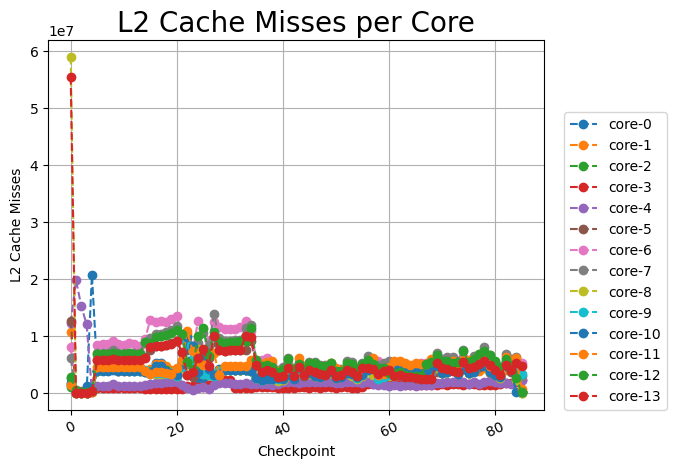 L2 Cache Misses per Core
1e7
6
5
4
3
2
1
0
L2 Cache Misses
0
20
40
60
80
Checkpoint
core-0
core-1
core-2
core-3
core-4
core-5
core-6
core-7
core-8
core-9
core-10
core-11
core-12
core-13